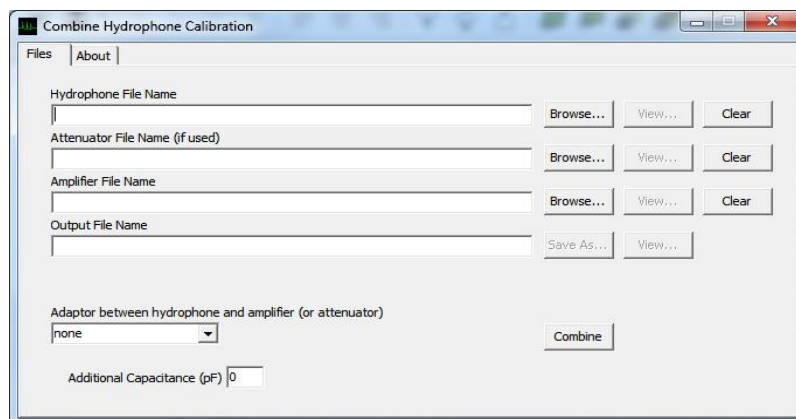 Combine Hydrophone Calibration
Files About
Hydrophone File Name
Browse... View... Clear
Attenuator File Name (if used)
Browse... View... Clear
Amplifier File Name
Browse... View... Clear
Output File Name
Save As... View...
Adaptor between hydrophone and amplifier (or attenuator)
none Combine
Additional Capacitance (pF) 0